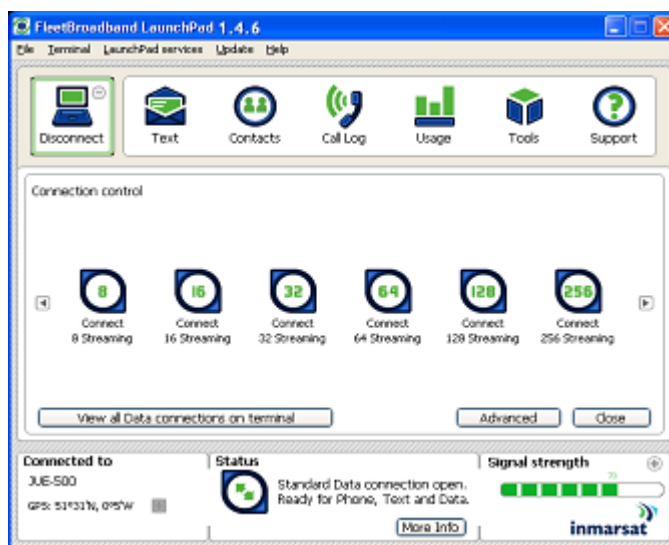 FleetBroadband LaunchPad 1.4.6
File Terminal LaunchPad services Update Help
Disconnect Text Contacts Call Log Usage Tools Support
Connection control
8 16 32 64 128 256
Connect Connect Connect Connect Connect Connect
8 Streaming 16 Streaming 32 Streaming 64 Streaming 128 Streaming 256 Streaming
View all Data connections on terminal Advanced Close
Connected to Status Signal strength
JUE-500
GPS: 51°31'N, 0°5'W
Standard Data connection open.
Ready for Phone, Text and Data.
More Info
inmarsat